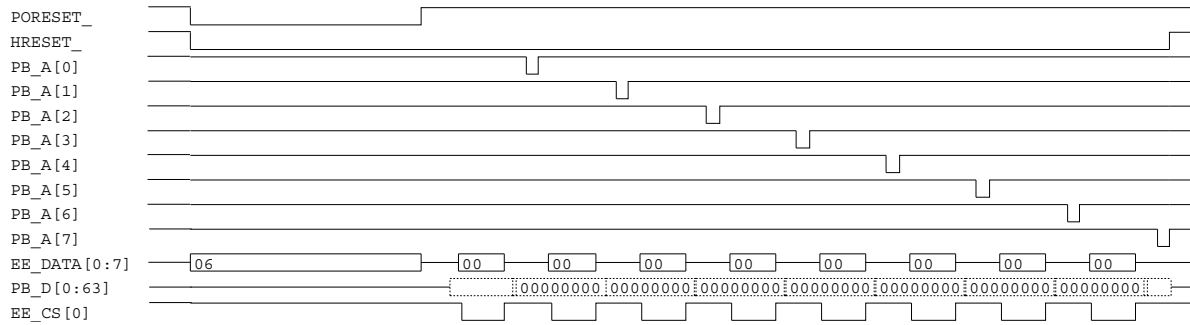 PORESET_
HRESET_
PB_A[0]
PB_A[1]
PB_A[2]
PB_A[3]
PB_A[4]
PB_A[5]
PB_A[6]
PB_A[7]
EE_DATA[0:7] 06 00 00 00 00 00 00 00 00
PB_D[0:63] 00000000 00000000 00000000 00000000 00000000 00000000 00000000
EE_CS[0]